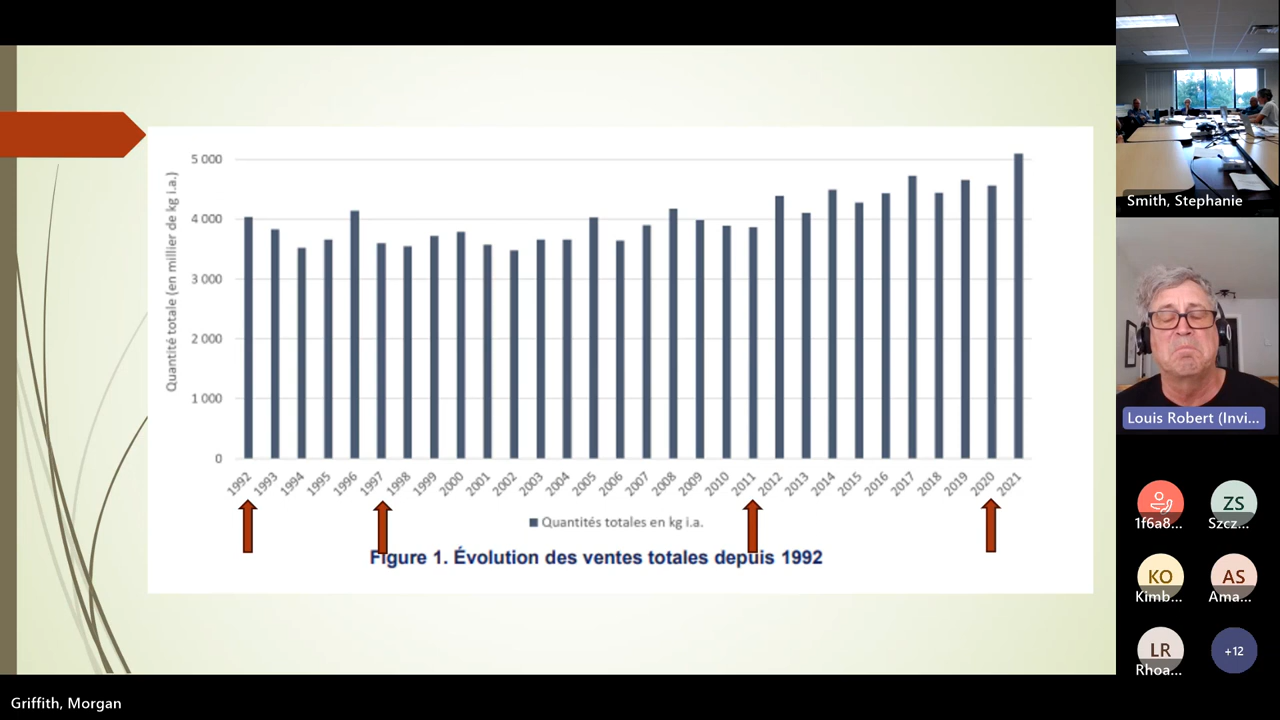 Quantité totale (en millier de kg i.a.)
5 000
4 000
3 000
2 000
1 000
0
1992
1993
1994
1995
1996
1997
1998
1999
2000
2001
2002
2003
2004
2005
2006
2007
2008
2009
2010
2011
2012
2013
2014
2015
2016
2017
2018
2019
2020
2021
Quantités totales en kg i.a.
Figure 1. Évolution des ventes totales depuis 1992
Smith, Stephanie
Louis Robert (Invi...
1f6a8...
ZS
Szcz...
KO
Kimb...
AS
Ama...
LR
Rhoa...
+12
Griffith, Morgan